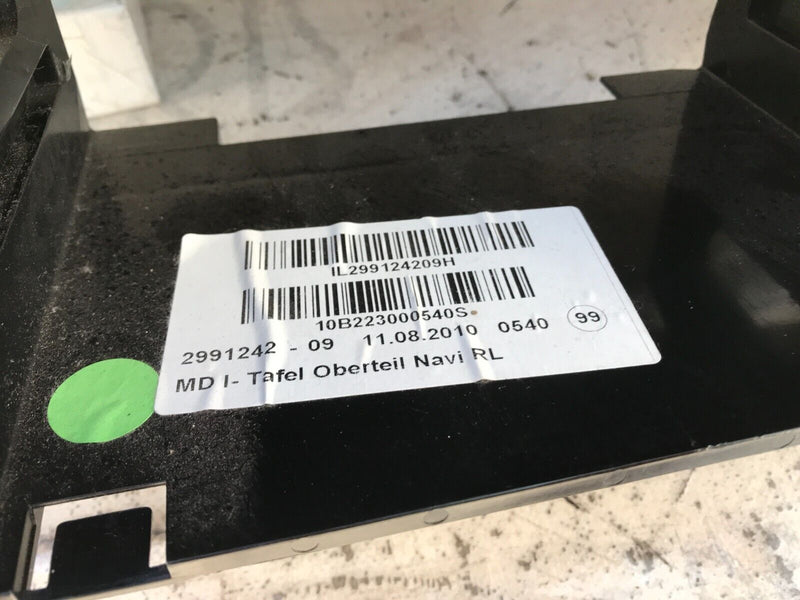 IL299124209H
10B223000540S
2991242 - 09 11.08.2010 0540 99
MD I- Tafel Oberteil Navi RL